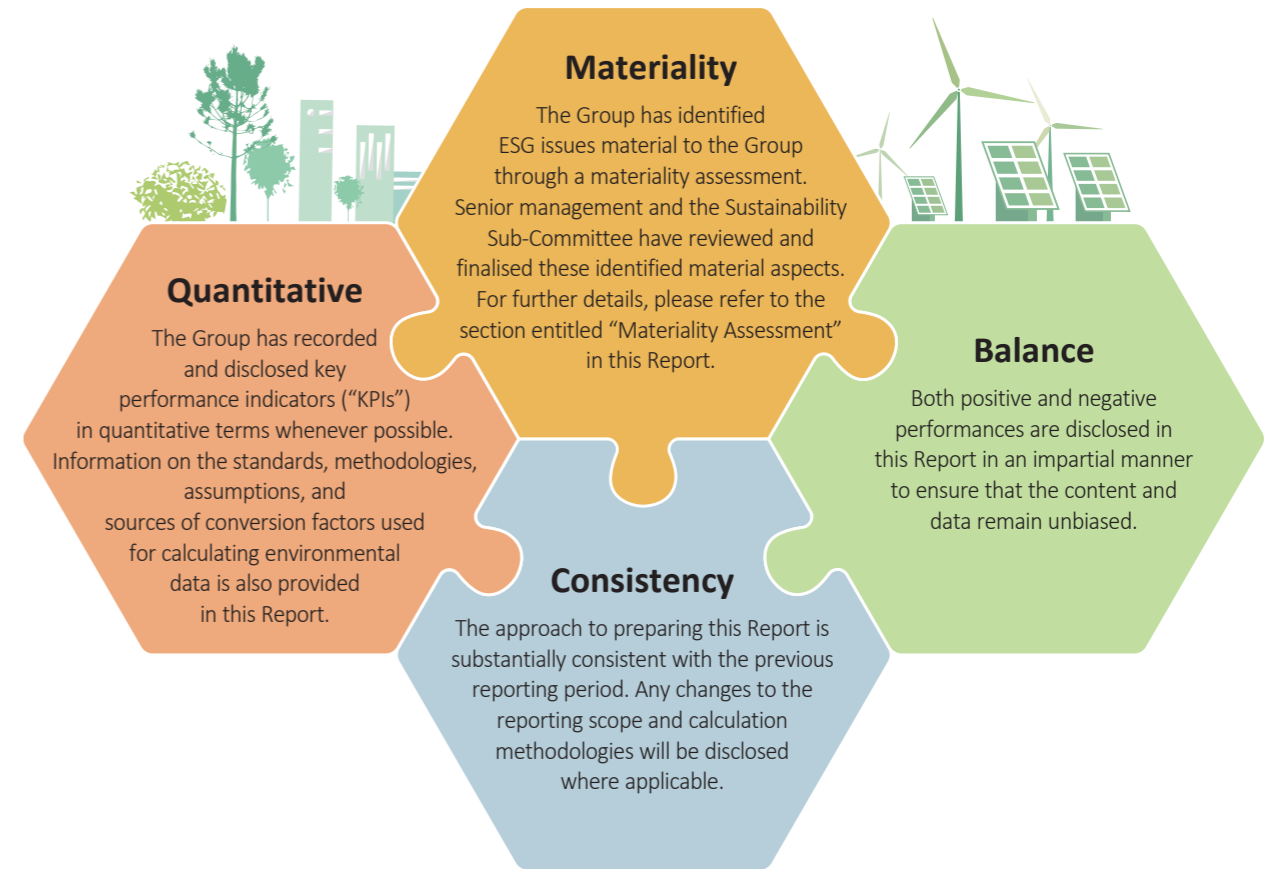 Materiality
The Group has identified
ESG issues material to the Group
through a materiality assessment.
Senior management and the Sustainability
Sub-Committee have reviewed and
finalised these identified material aspects.
For further details, please refer to the
section entitled “Materiality Assessment”
in this Report.
Quantitative
The Group has recorded
and disclosed key
performance indicators (“KPIs”)
in quantitative terms whenever possible.
Information on the standards, methodologies,
assumptions, and
sources of conversion factors used
for calculating environmental
data is also provided
in this Report.
Balance
Both positive and negative
performances are disclosed in
this Report in an impartial manner
to ensure that the content and
data remain unbiased.
Consistency
The approach to preparing this Report is
substantially consistent with the previous
reporting period. Any changes to the
reporting scope and calculation
methodologies will be disclosed
where applicable.